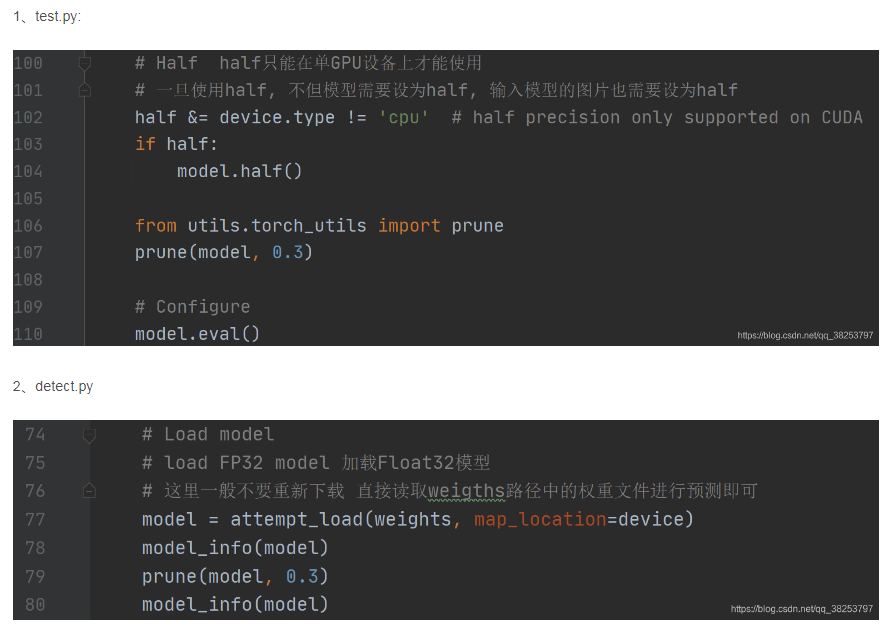 1、test.py:
100 # Half half只能在单GPU设备上才能使用
101 # 一旦使用half, 不但模型需要设为half, 输入模型的图片也需要设为half
102 half &= device.type != 'cpu' # half precision only supported on CUDA
103 if half:
104 model.half()
105
106 from utils.torch_utils import prune
107 prune(model, 0.3)
108
109 # Configure
110 model.eval()
https://blog.csdn.net/qq_38253797
2、detect.py
74 # Load model
75 # load FP32 model 加载Float32模型
76 # 这里一般不要重新下载 直接读取weigths路径中的权重文件进行预测即可
77 model = attempt_load(weights, map_location=device)
78 model_info(model)
79 prune(model, 0.3)
80 model_info(model)
https://blog.csdn.net/qq_38253797